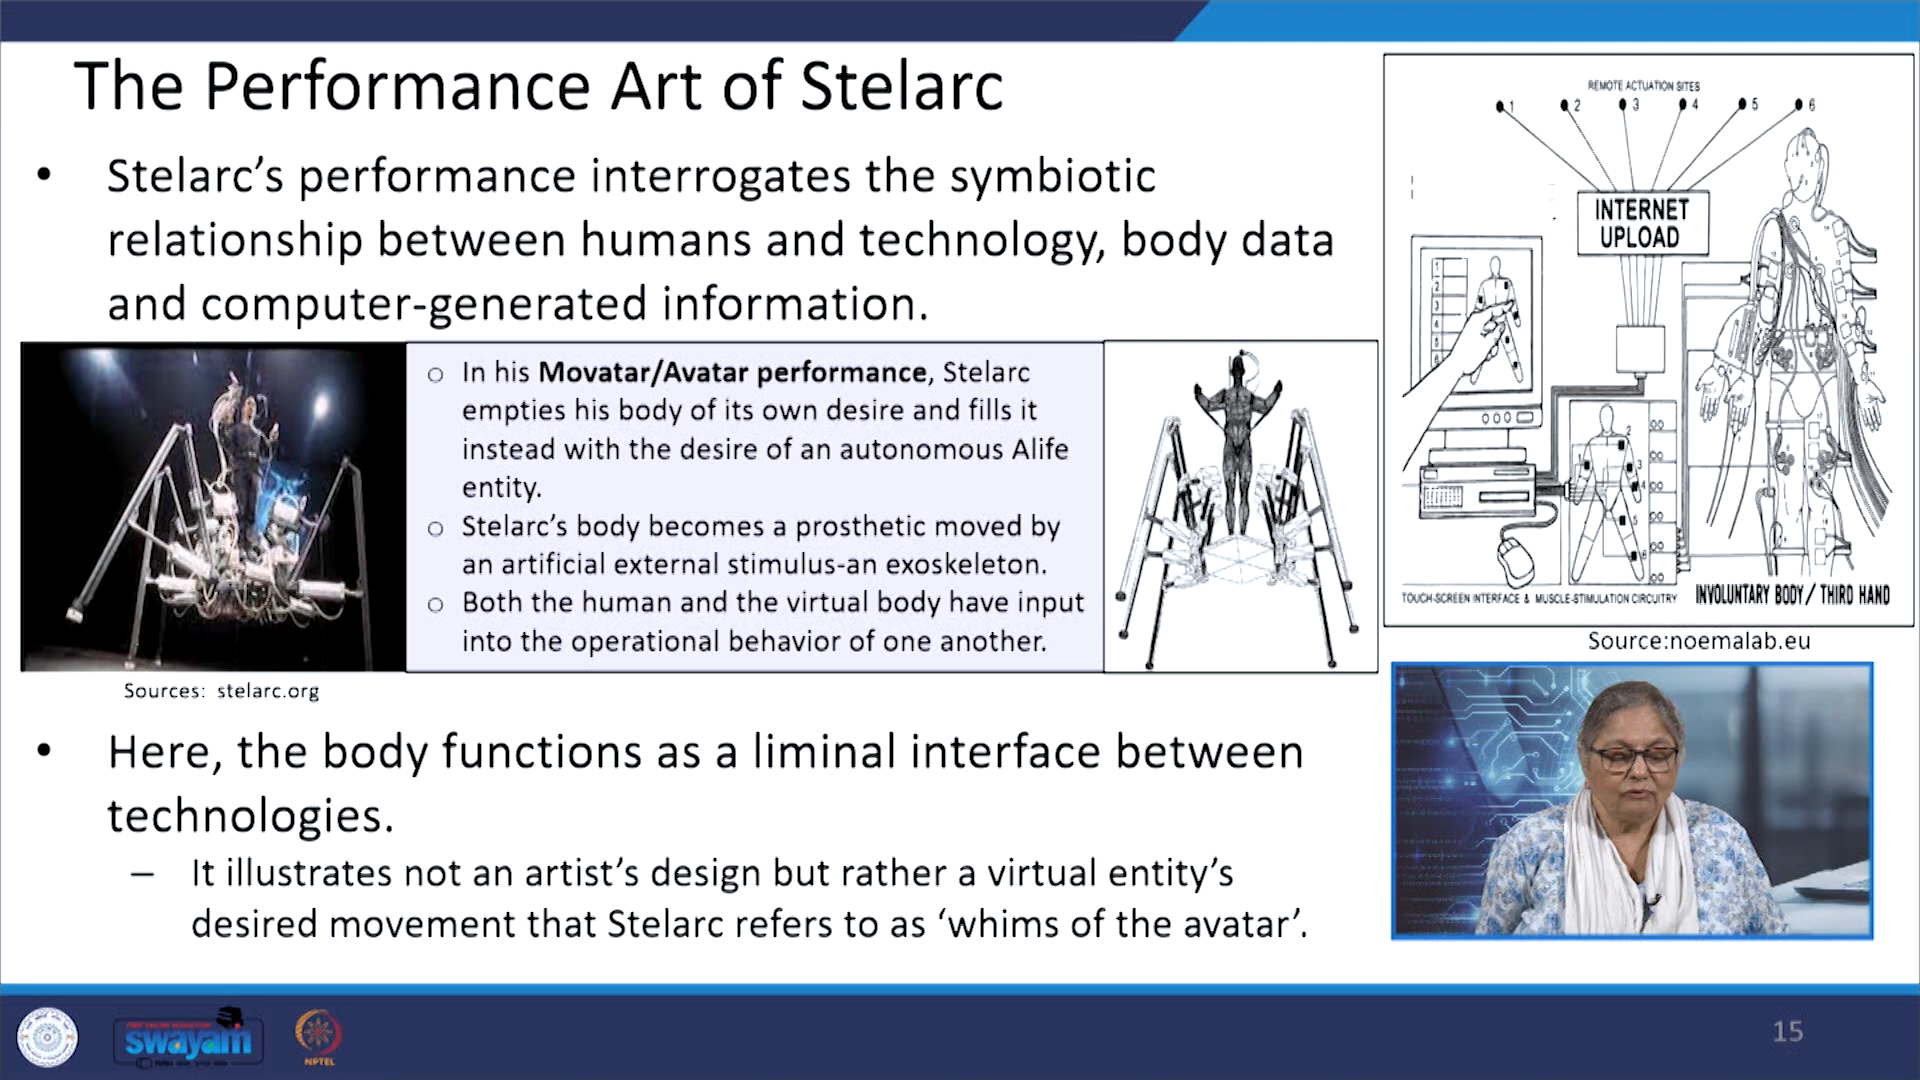 The Performance Art of Stelarc
• Stelarc’s performance interrogates the symbiotic
relationship between humans and technology, body data
and computer-generated information.
○ In his Movatar/Avatar performance, Stelarc
empties his body of its own desire and fills it
instead with the desire of an autonomous Alife
entity.
○ Stelarc’s body becomes a prosthetic moved by
an artificial external stimulus-an exoskeleton.
○ Both the human and the virtual body have input
into the operational behavior of one another.
Sources: stelarc.org
• Here, the body functions as a liminal interface between
technologies.
– It illustrates not an artist’s design but rather a virtual entity’s
desired movement that Stelarc refers to as ‘whims of the avatar’.
REMOTE ACTUATION SITES
1 2 3 4 5 6
INTERNET
UPLOAD
TOUCH-SCREEN INTERFACE & MUSCLE-STIMULATION CIRCUITRY
INVOLUNTARY BODY / THIRD HAND
Source:noemalab.eu
swayam
NPTEL
15